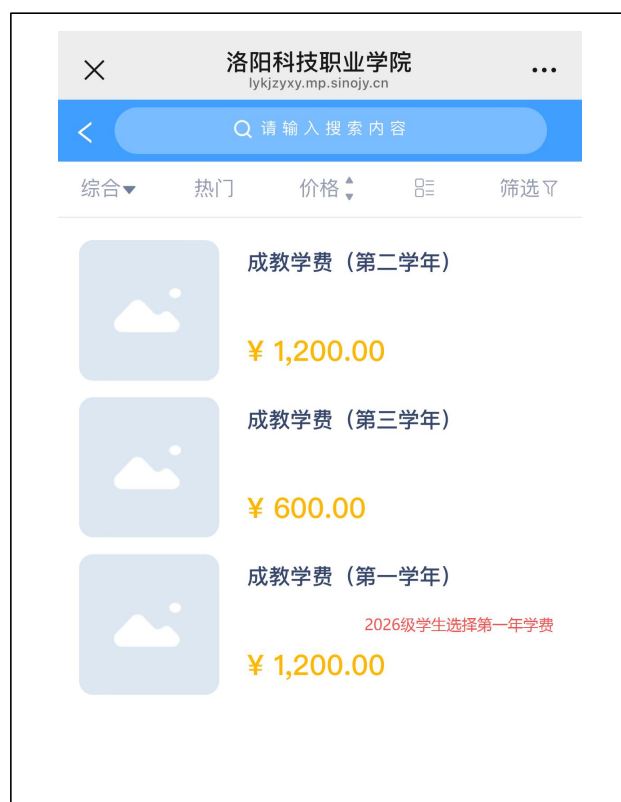 洛阳科技职业学院
lykjzyxy.mp.sinojy.cn
请输入搜索内容
综合 热门 价格 筛选
成教学费（第二学年）
¥ 1,200.00
成教学费（第三学年）
¥ 600.00
成教学费（第一学年）
2026级学生选择第一年学费
¥ 1,200.00